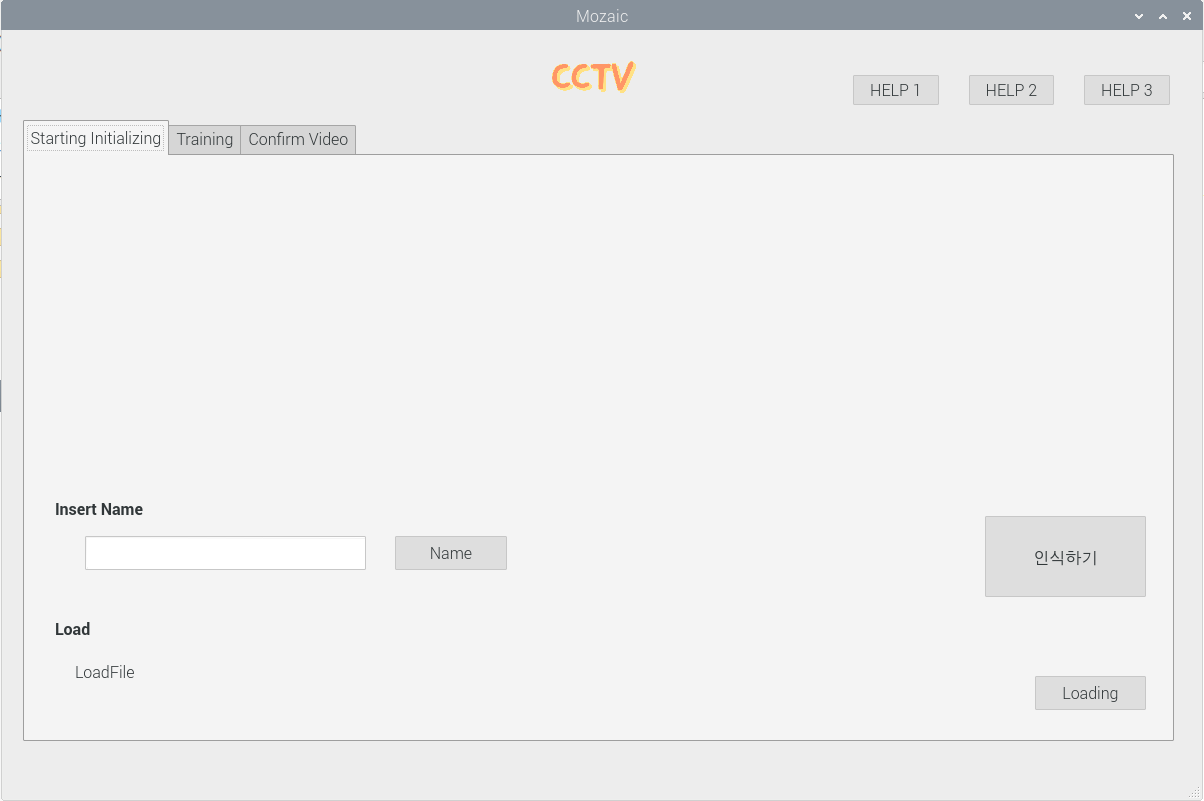 Mozaic
CCTV
HELP 1
HELP 2
HELP 3
Starting Initializing
Training
Confirm Video
Insert Name
Name
인식하기
Load
LoadFile
Loading